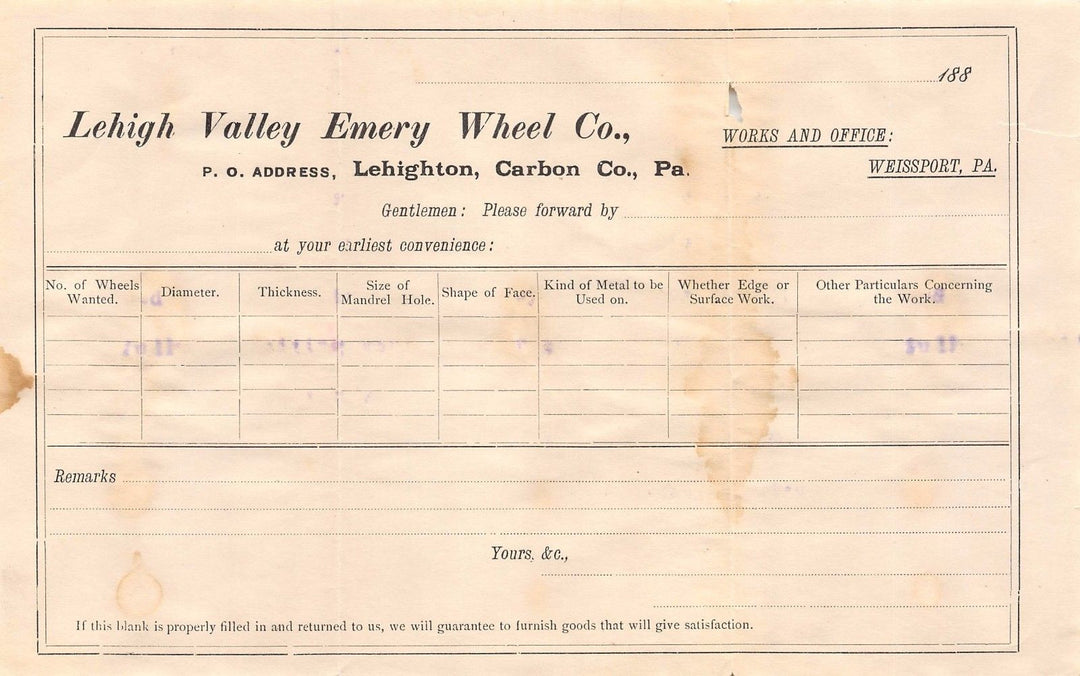 188
Lehigh Valley Emery Wheel Co.,
WORKS AND OFFICE:
P. O. ADDRESS, Lehighton, Carbon Co., Pa.
WEISSPORT, PA.
Gentlemen: Please forward by
at your earliest convenience:
No. of Wheels Wanted. Diameter. Thickness. Size of Mandrel Hole. Shape of Face. Kind of Metal to be Used on. Whether Edge or Surface Work. Other Particulars Concerning the Work.
Remarks
Yours, &c.,
If this blank is properly filled in and returned to us, we will guarantee to furnish goods that will give satisfaction.